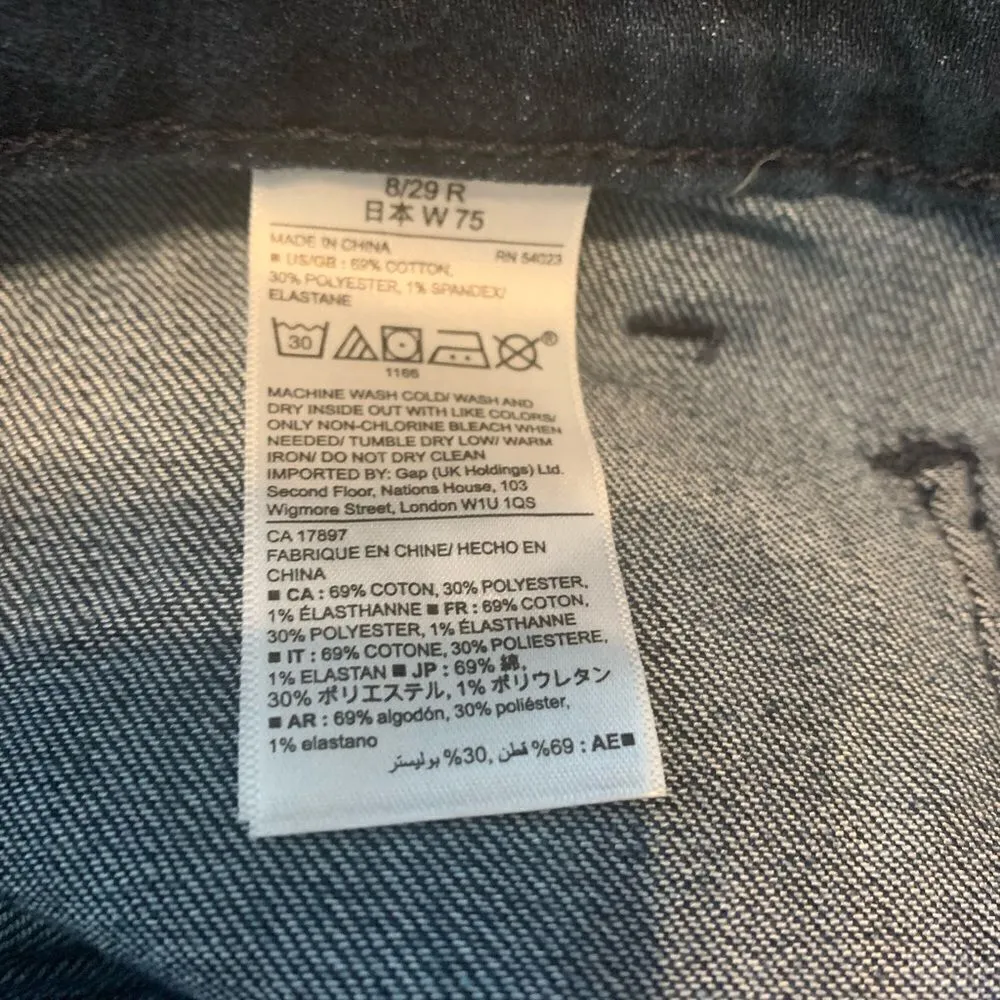 8/29 R
日本 W 75
MADE IN CHINA RN 54023
■ US/GB : 69% COTTON,
30% POLYESTER, 1% SPANDEX/
ELASTANE
30
®
1166
MACHINE WASH COLD/ WASH AND
DRY INSIDE OUT WITH LIKE COLORS/
ONLY NON-CHLORINE BLEACH WHEN
NEEDED/ TUMBLE DRY LOW/ WARM
IRON/ DO NOT DRY CLEAN
IMPORTED BY: Gap (UK Holdings) Ltd.
Second Floor, Nations House, 103
Wigmore Street, London W1U 1QS
CA 17897
FABRIQUE EN CHINE/ HECHO EN
CHINA
■ CA : 69% COTON, 30% POLYESTER,
1% ÉLASTHANNE ■ FR : 69% COTON,
30% POLYESTER, 1% ÉLASTHANNE
■ IT : 69% COTONE, 30% POLIESTERE,
1% ELASTAN ■ JP : 69% 綿,
30% ポリエステル, 1% ポリウレタン
■ AR : 69% algodón, 30% poliéster,
1% elastano
■AE : 69% قطن ,30% بوليستر